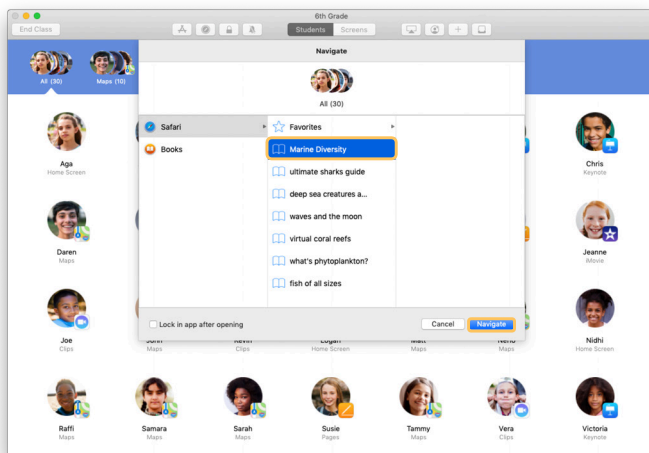 6th Grade
End Class
Students
Screens
Navigate
All (30)
Maps (10)
All (30)
Safari
Books
Favorites
Marine Diversity
ultimate sharks guide
deep sea creatures a...
waves and the moon
virtual coral reefs
what's phytoplankton?
fish of all sizes
Lock in app after opening
Cancel
Navigate
Aga
Home Screen
Chris
Keynote
Daren
Maps
Jeanne
iMovie
Joe
Clips
Maps
Clips
Home Screen
Maps
Maps
Nidhi
Home Screen
Raffi
Maps
Samara
Maps
Sarah
Maps
Susie
Pages
Tammy
Maps
Vera
Clips
Victoria
Keynote